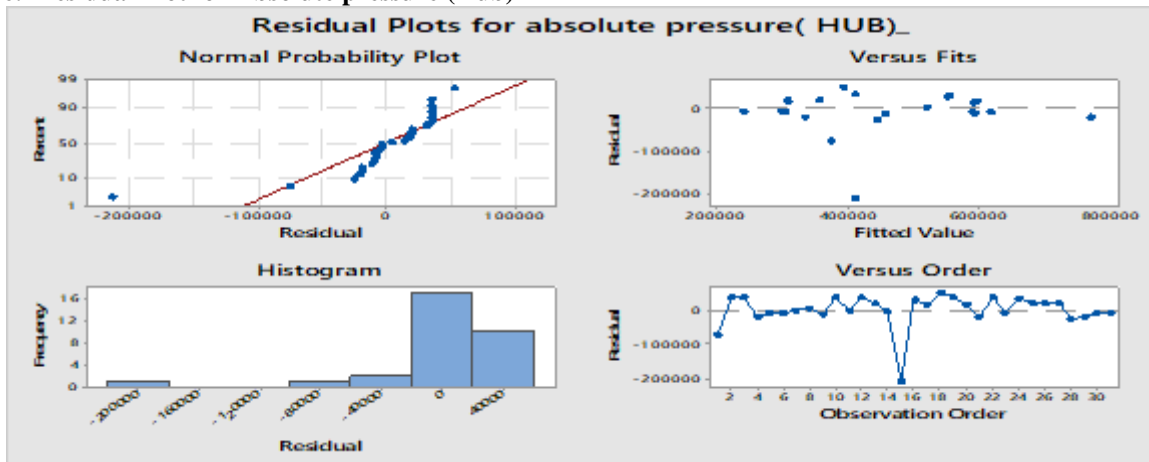 Residual Plots for absolute pressure( HUB)_
Normal Probability Plot
Versus Fits
99
90
50
10
1
Percent
-200000 -100000 0 100000
Residual
0
-100000
-200000
Residual
200000 400000 600000 800000
Fitted Value
Histogram
Versus Order
16
12
8
4
0
Frequency
-200000 -160000 -120000 -80000 -40000 0 40000
Residual
0
-100000
-200000
Residual
2 4 6 8 10 12 14 16 18 20 22 24 26 28 30
Observation Order